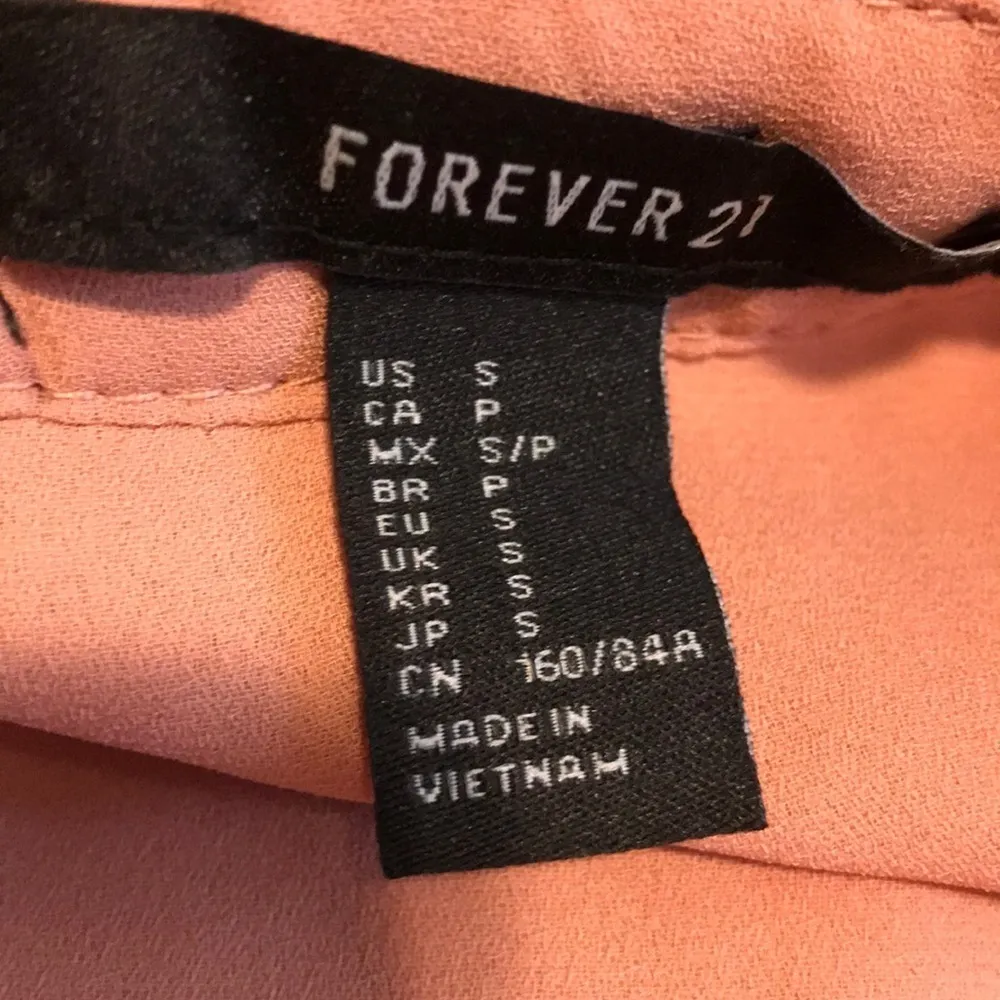 FOREVER 21
US S
CA P
MX S/P
BR P
EU S
UK S
KR S
JP S
CN 160/84A
MADE IN
VIETNAM